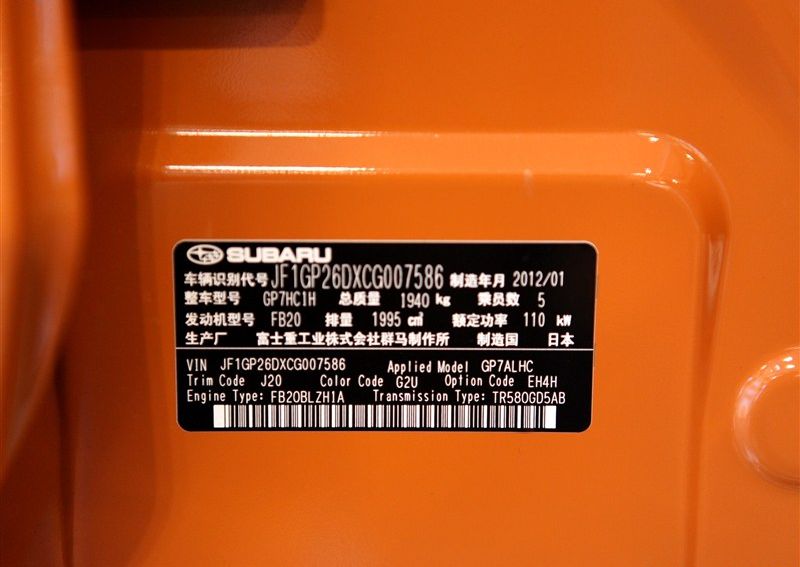 SUBARU
车辆识别代号 JF1GP26DXCG007586 制造年月 2012/01
整车型号 GP7HC1H 总质量 1940 kg 乘员数 5
发动机型号 FB20 排量 1995 cm³ 额定功率 110 kW
生产厂 富士重工业株式会社群马制作所 制造国 日本
VIN JF1GP26DXCG007586 Applied Model GP7ALHC
Trim Code J20 Color Code G2U Option Code EH4H
Engine Type: FB20BLZH1A Transmission Type: TR580GD5AB